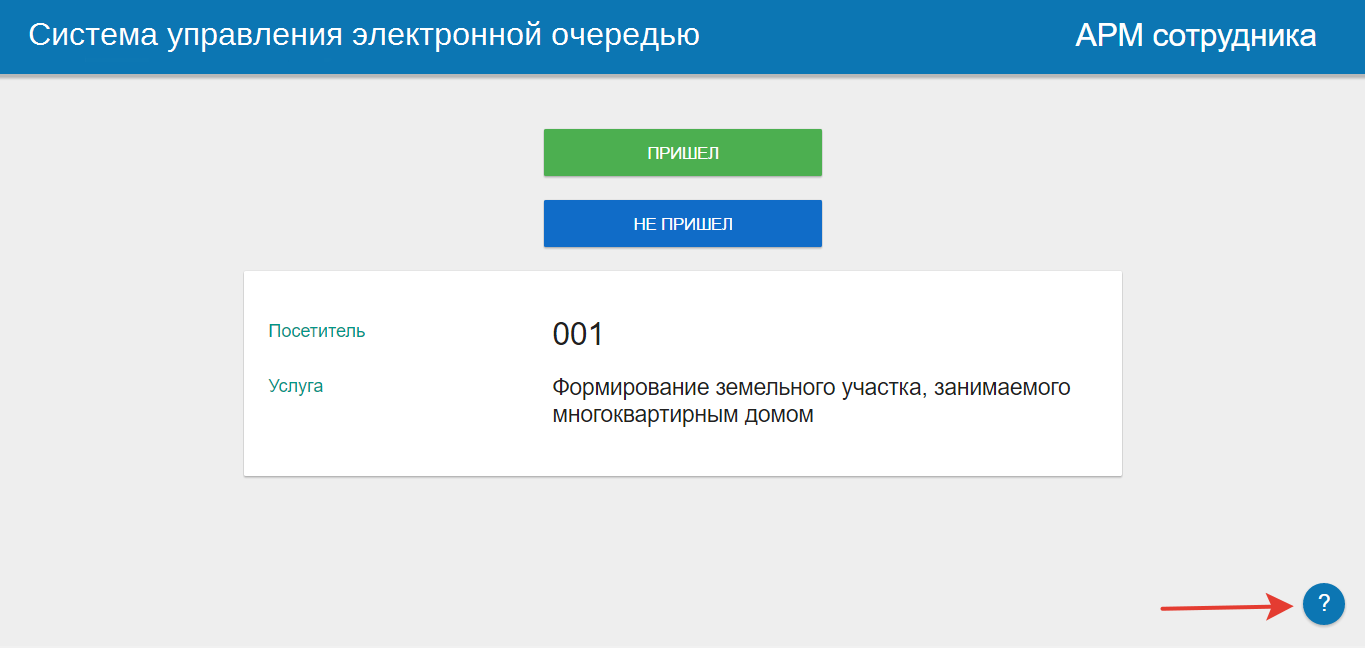 Система управления электронной очередью
АРМ сотрудника
ПРИШЕЛ
НЕ ПРИШЕЛ
Посетитель
001
Услуга
Формирование земельного участка, занимаемого
многоквартирным домом
?